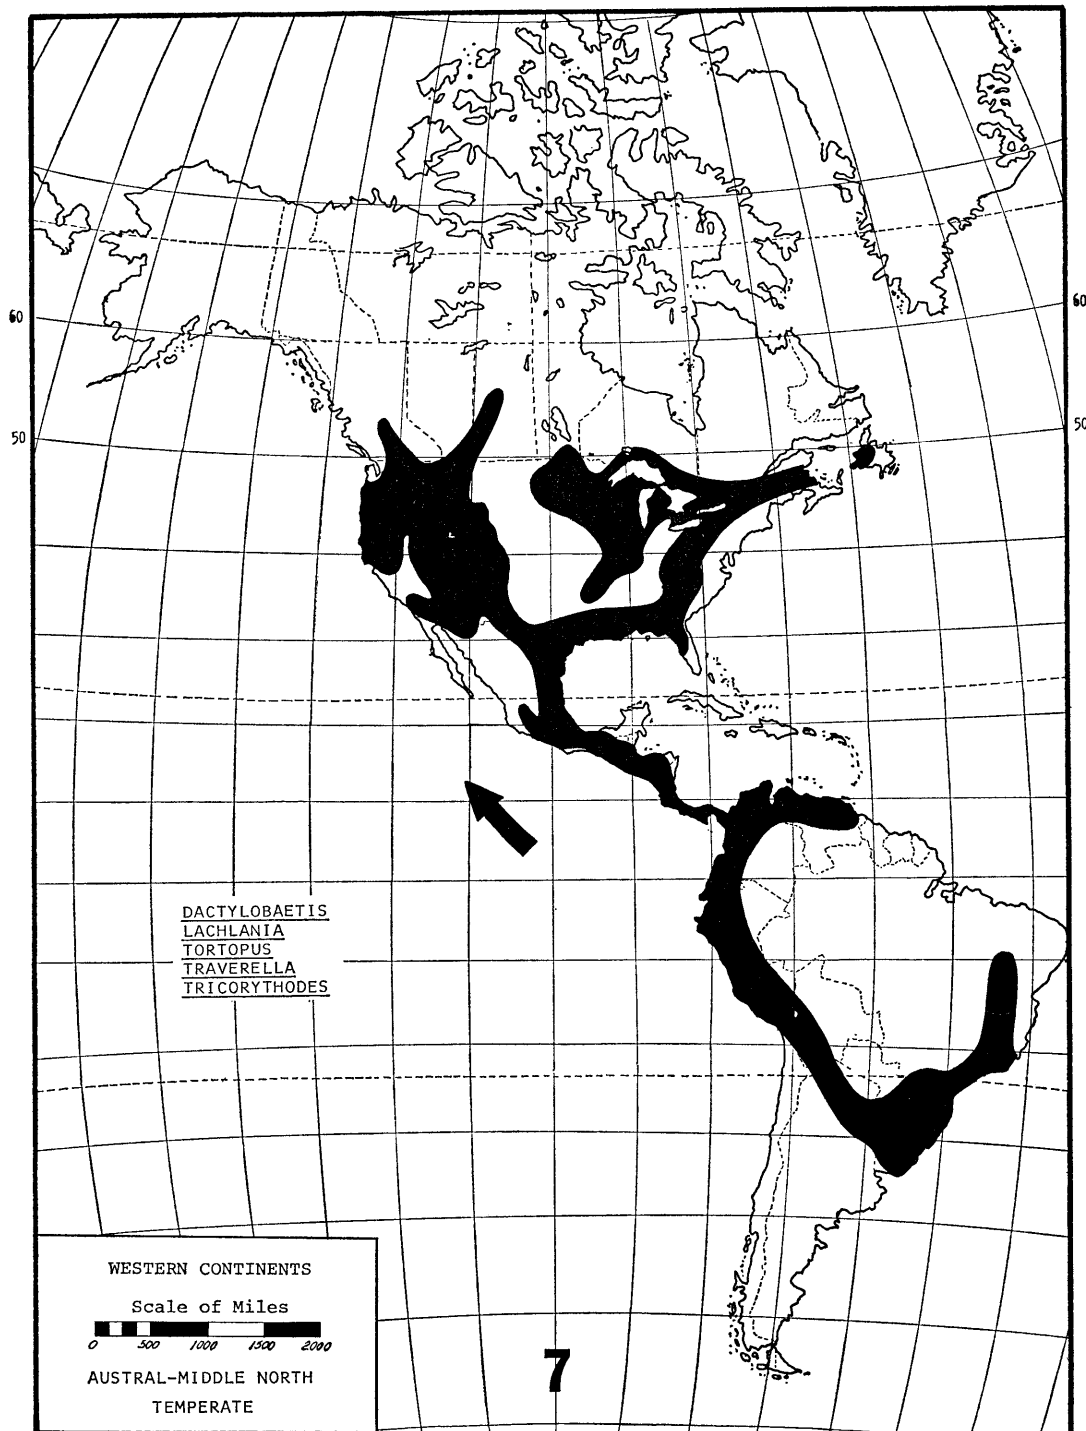 60
60
50
50
DACTYLOBAETIS
LACHLANIA
TORTOPUS
TRAVERELLA
TRICORYTHODES
WESTERN CONTINENTS
Scale of Miles
0 500 1000 1500 2000
AUSTRAL-MIDDLE NORTH
TEMPERATE
7